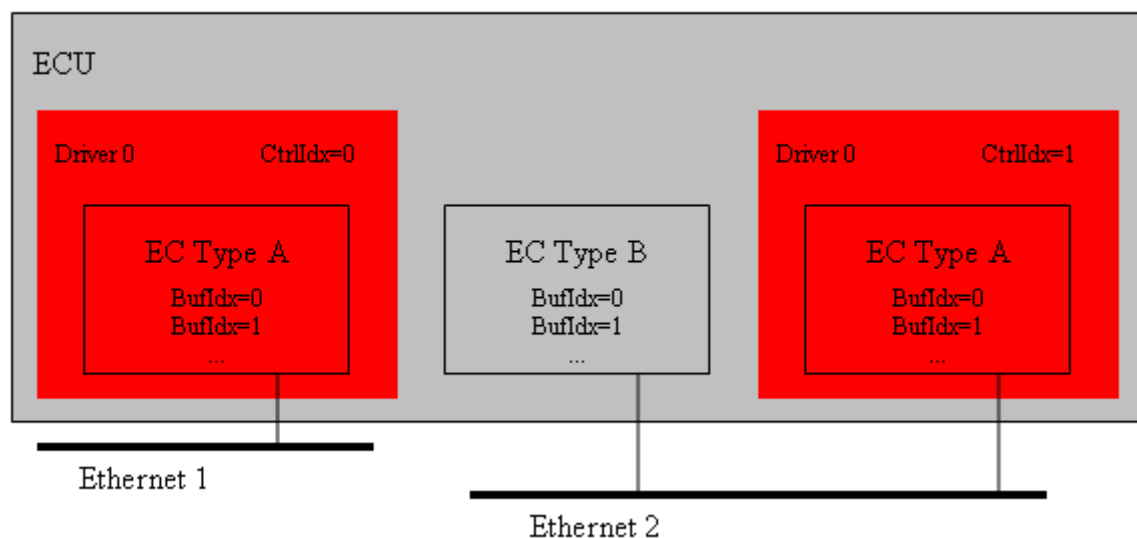 ECU
Driver 0 CtrlIdx=0
EC Type A
BufIdx=0
BufIdx=1
...
EC Type B
BufIdx=0
BufIdx=1
...
Driver 0 CtrlIdx=1
EC Type A
BufIdx=0
BufIdx=1
...
Ethernet 1
Ethernet 2